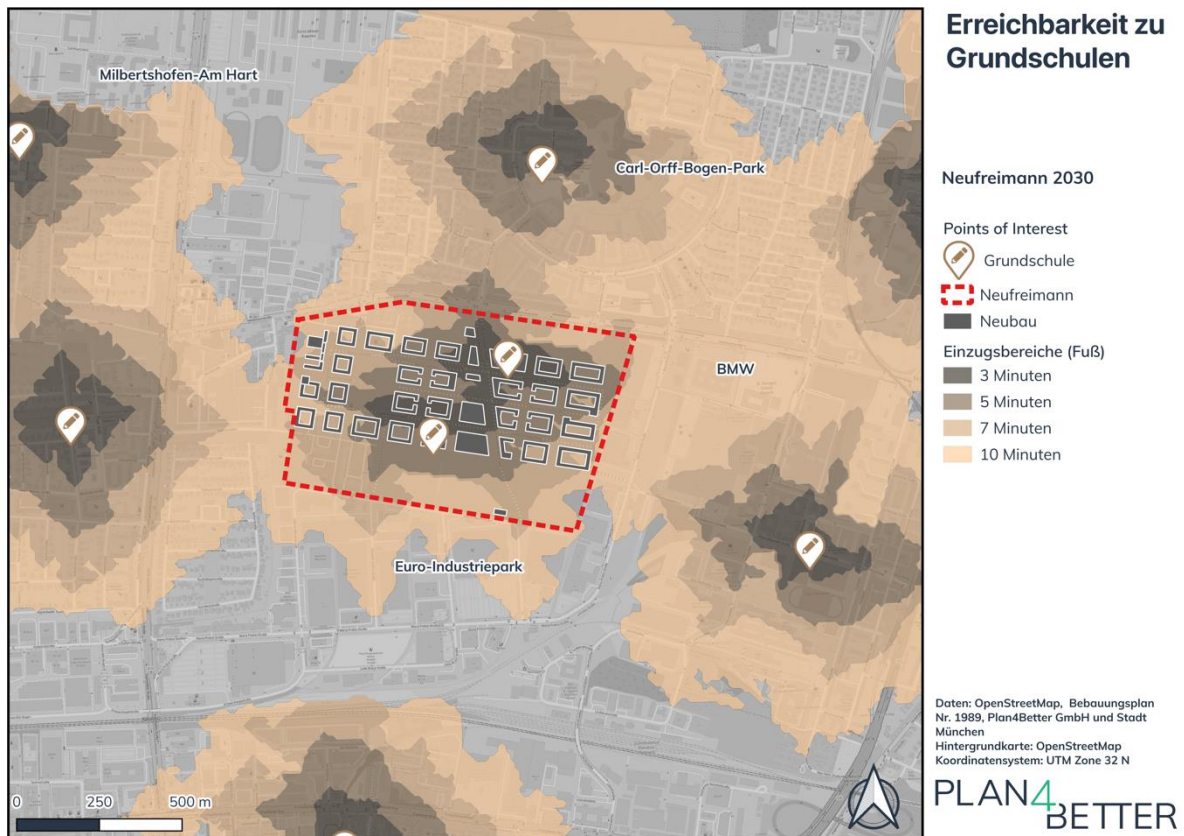 Erreichbarkeit zu
Grundschulen
Neufreimann 2030
Points of Interest
Grundschule
Neufreimann
Neubau
Einzugsbereiche (Fuß)
3 Minuten
5 Minuten
7 Minuten
10 Minuten
Milbertshofen-Am Hart
Carl-Orff-Bogen-Park
BMW
Euro-Industriepark
0 250 500 m
Daten: OpenStreetMap, Bebauungsplan
Nr. 1989, Plan4Better GmbH und Stadt
München
Hintergrundkarte: OpenStreetMap
Koordinatensystem: UTM Zone 32 N
PLAN4
BETTER